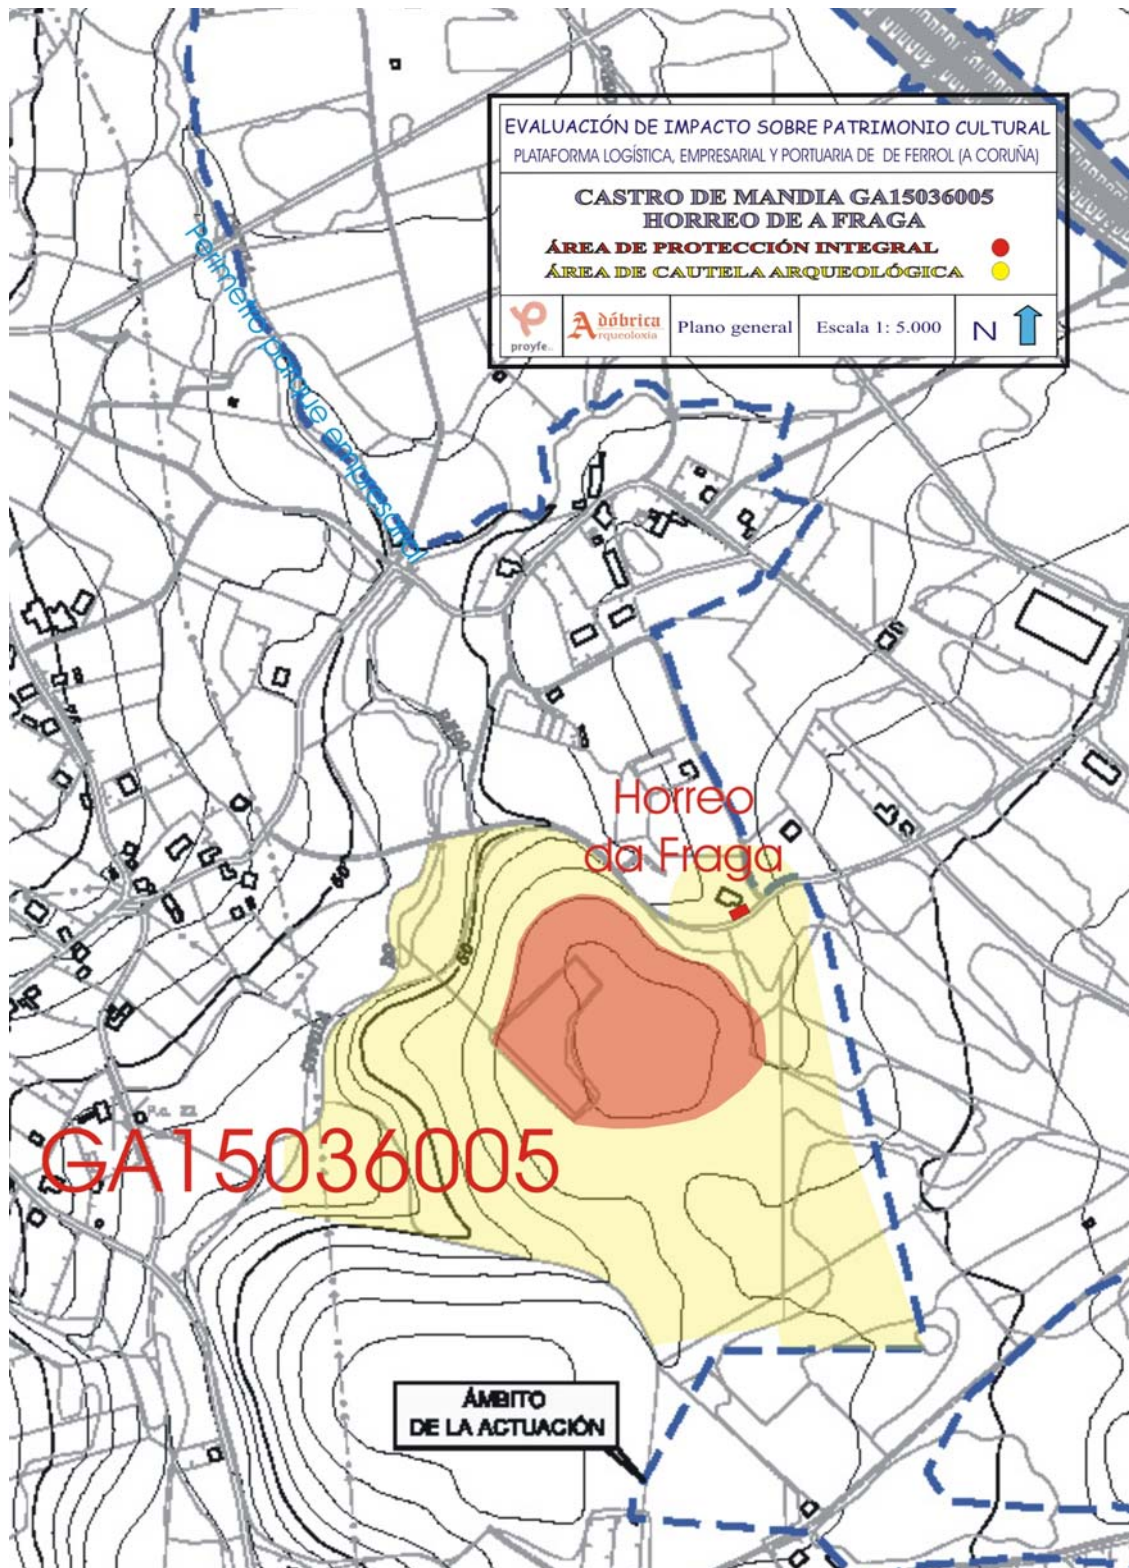 EVALUACIÓN DE IMPACTO SOBRE PATRIMONIO CULTURAL
PLATAFORMA LOGÍSTICA, EMPRESARIAL Y PORTUARIA DE DE FERROL (A CORUÑA)
CASTRO DE MANDIA GA15036005
HORREO DE A FRAGA
ÁREA DE PROTECCIÓN INTEGRAL
ÁREA DE CAUTELA ARQUEOLÓGICA
proyfe..
Adóbrica
Arqueoloxia
Plano general
Escala 1: 5.000
N
Perimetro parque empresarial
Horreo
da Fraga
60
60
GA15036005
ÁMBITO
DE LA ACTUACIÓN